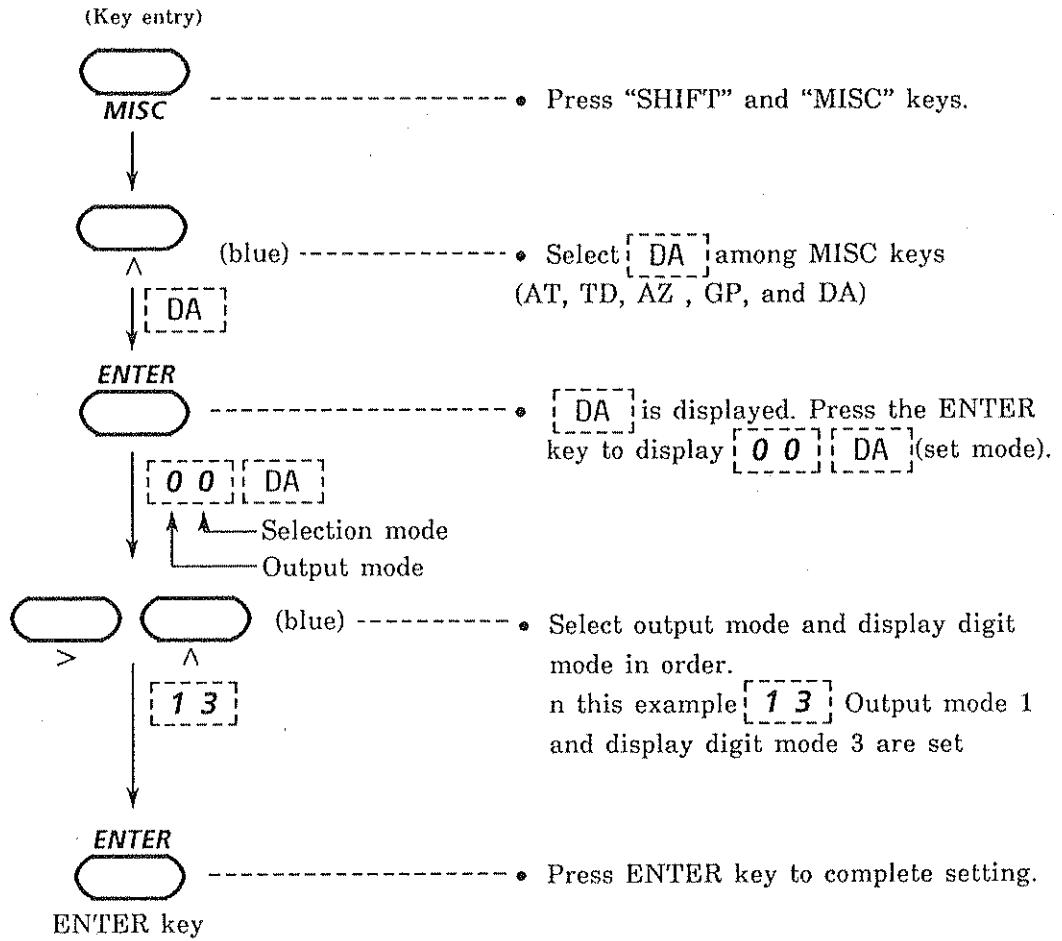 (Key entry)
MISC
• Press “SHIFT” and “MISC” keys.
∧
(blue)
• Select DA among MISC keys
(AT, TD, AZ , GP, and DA)
DA
ENTER
• DA is displayed. Press the ENTER
key to display 0 0 DA (set mode).
0 0 DA
Selection mode
Output mode
> ∧
(blue)
• Select output mode and display digit
mode in order.
n this example 1 3 Output mode 1
and display digit mode 3 are set
1 3
ENTER
• Press ENTER key to complete setting.
ENTER key